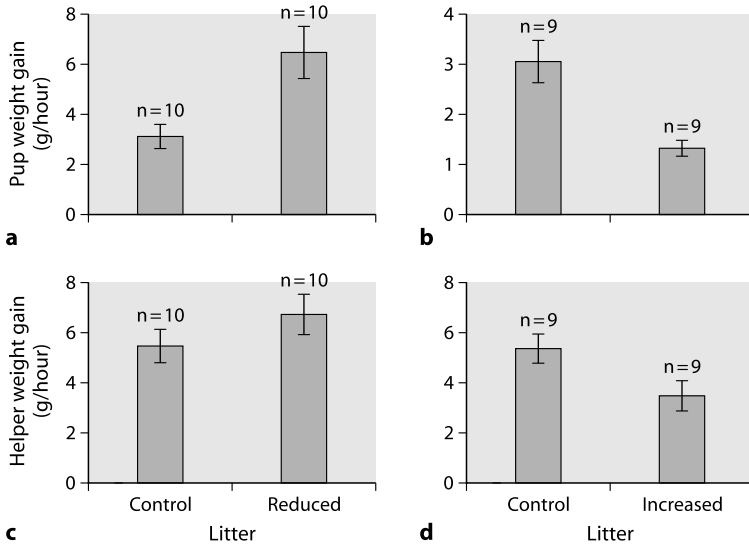 8
6
4
2
0
Pup weight gain
(g/hour)
n=10
n=10
a
4
3
2
1
0
n=9
n=9
b
8
6
4
2
0
Helper weight gain
(g/hour)
n=10
n=10
Control
Reduced
c
Litter
8
6
4
2
0
n=9
n=9
Control
Increased
d
Litter